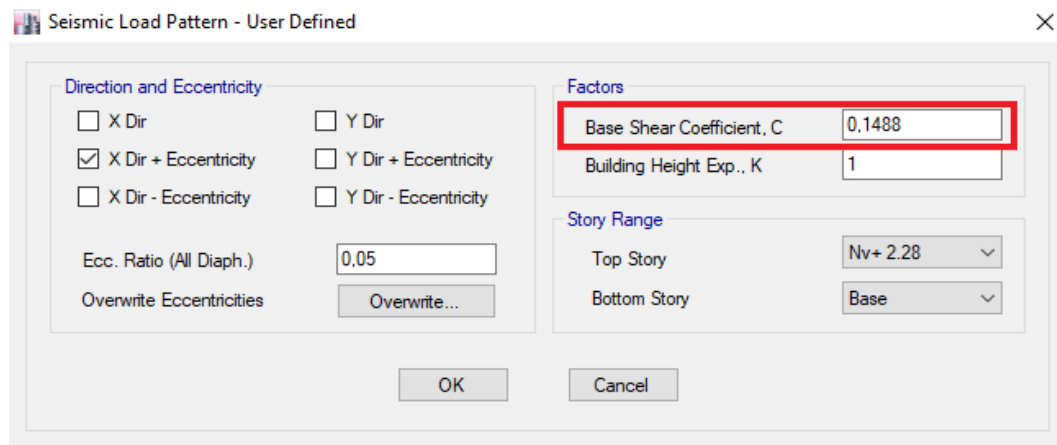 Seismic Load Pattern - User Defined
Direction and Eccentricity
X Dir
Y Dir
X Dir + Eccentricity
Y Dir + Eccentricity
X Dir - Eccentricity
Y Dir - Eccentricity
Ecc. Ratio (All Diaph.)
0,05
Overwrite Eccentricities
Overwrite...
Factors
Base Shear Coefficient, C
0,1488
Building Height Exp., K
1
Story Range
Top Story
Nv+ 2.28
Bottom Story
Base
OK
Cancel